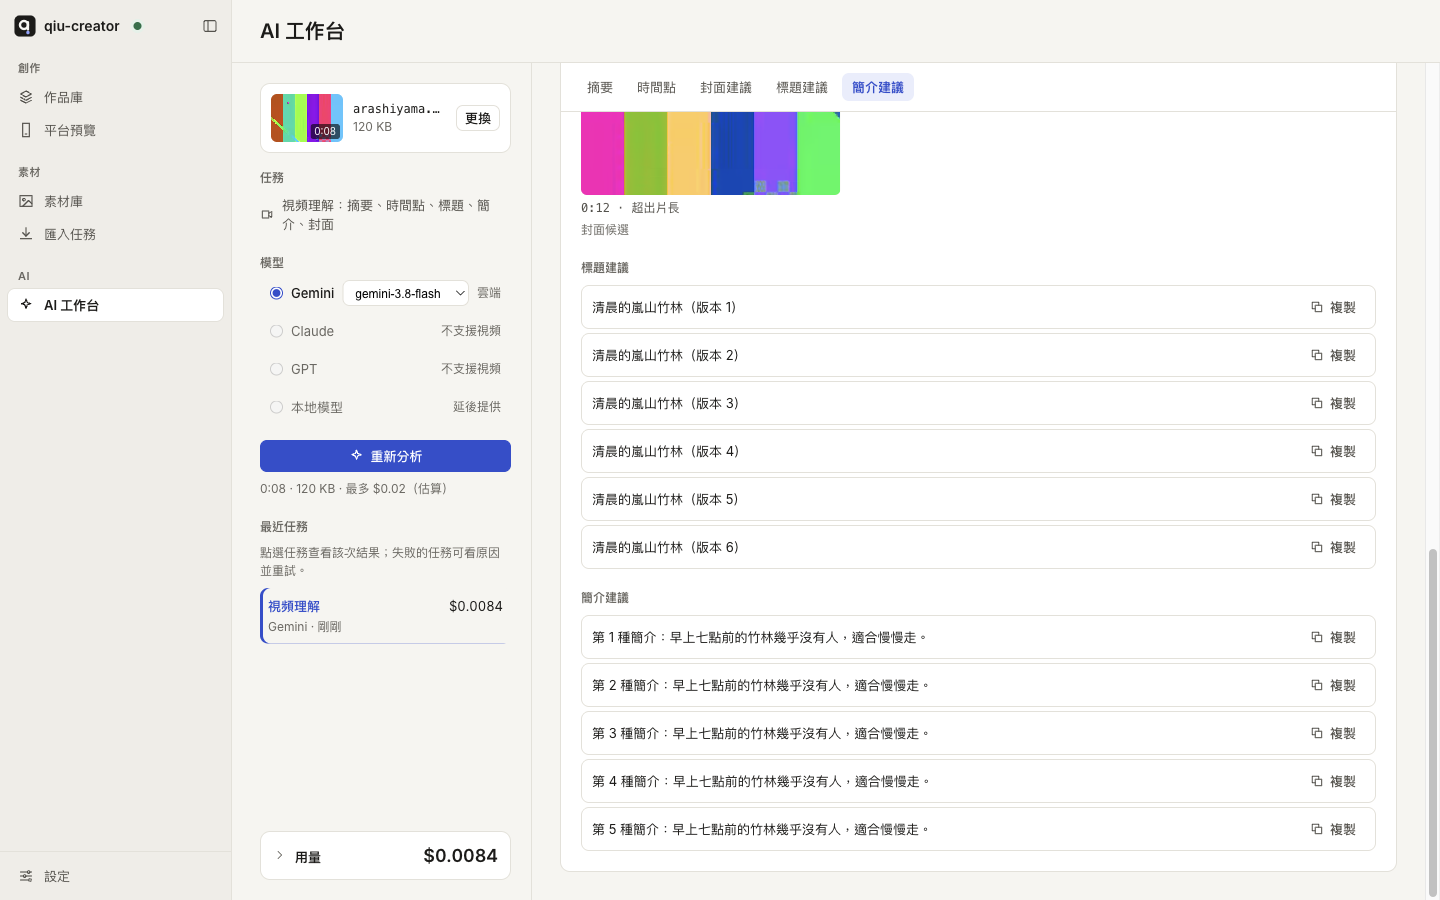 qiu-creator
創作
作品庫
平台預覽
素材
素材庫
匯入任務
AI
AI 工作台
設定
AI 工作台
0:08
arashiyama....
120 KB
更換
任務
視頻理解：摘要、時間點、標題、簡
介、封面
模型
Gemini gemini-3.8-flash 雲端
Claude 不支援視頻
GPT 不支援視頻
本地模型 延後提供
重新分析
0:08 · 120 KB · 最多 $0.02（估算）
最近任務
點選任務查看該次結果；失敗的任務可看原因
並重試。
視頻理解 $0.0084
Gemini · 剛剛
用量 $0.0084
摘要 時間點 封面建議 標題建議 簡介建議
0:12 · 超出片長
封面候選
標題建議
清晨的嵐山竹林（版本 1） 複製
清晨的嵐山竹林（版本 2） 複製
清晨的嵐山竹林（版本 3） 複製
清晨的嵐山竹林（版本 4） 複製
清晨的嵐山竹林（版本 5） 複製
清晨的嵐山竹林（版本 6） 複製
簡介建議
第 1 種簡介：早上七點前的竹林幾乎沒有人，適合慢慢走。 複製
第 2 種簡介：早上七點前的竹林幾乎沒有人，適合慢慢走。 複製
第 3 種簡介：早上七點前的竹林幾乎沒有人，適合慢慢走。 複製
第 4 種簡介：早上七點前的竹林幾乎沒有人，適合慢慢走。 複製
第 5 種簡介：早上七點前的竹林幾乎沒有人，適合慢慢走。 複製